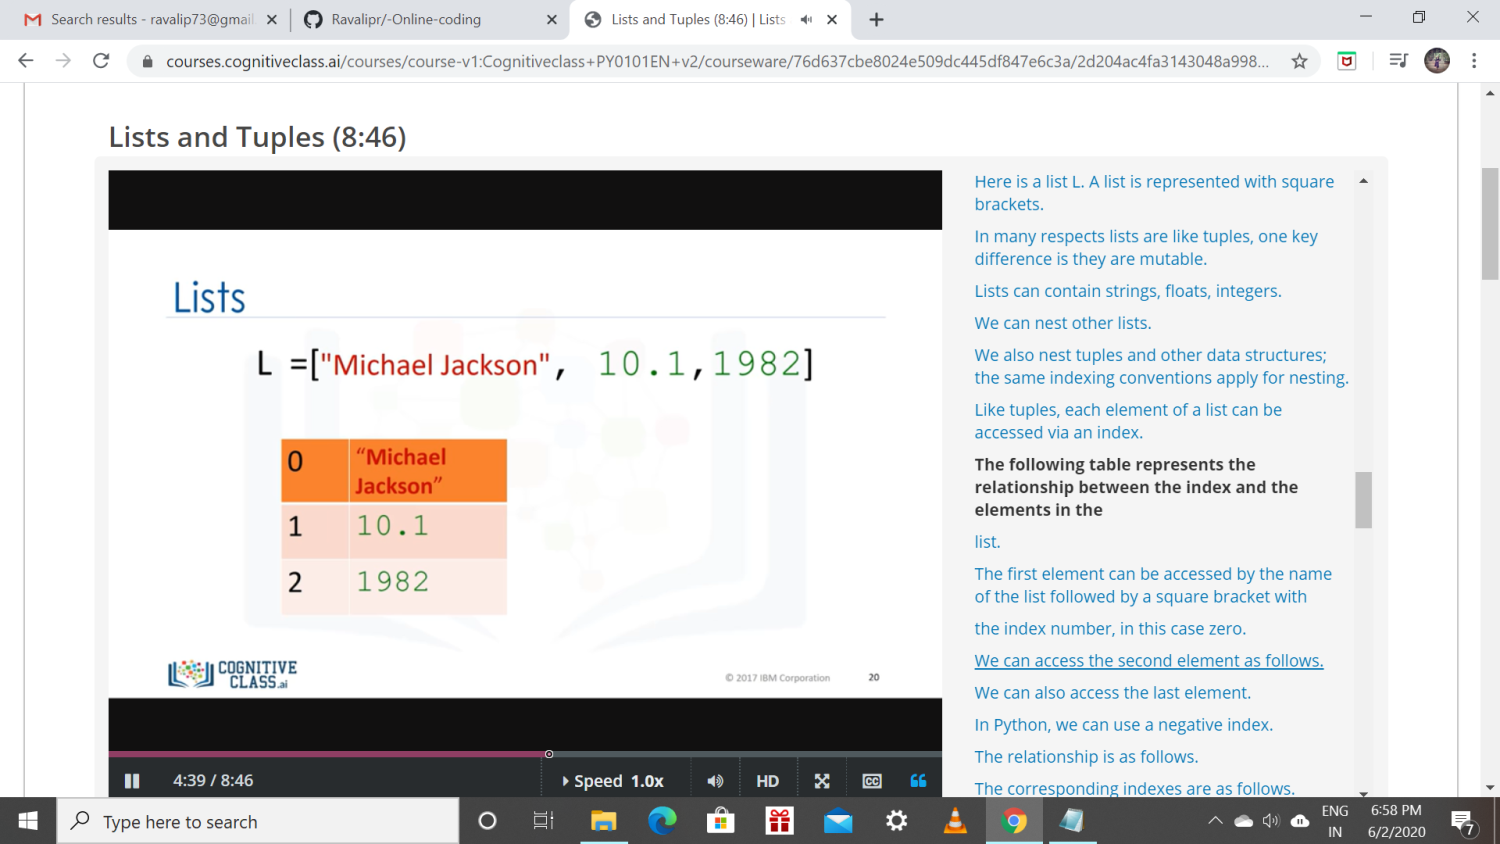 Search results - ravalip73@gmail
Ravalipr/-Online-coding
Lists and Tuples (8:46) | Lists
courses.cognitiveclass.ai/courses/course-v1:Cognitiveclass+PY0101EN+v2/courseware/76d637cbe8024e509dc445df847e6c3a/2d204ac4fa3143048a998...
Lists and Tuples (8:46)
Lists
L =["Michael Jackson", 10.1,1982]
0 “Michael
Jackson”
1 10.1
2 1982
COGNITIVE
CLASS.ai
© 2017 IBM Corporation
20
4:39 / 8:46
Speed 1.0x
HD
CC
Here is a list L. A list is represented with square
brackets.
In many respects lists are like tuples, one key
difference is they are mutable.
Lists can contain strings, floats, integers.
We can nest other lists.
We also nest tuples and other data structures;
the same indexing conventions apply for nesting.
Like tuples, each element of a list can be
accessed via an index.
The following table represents the
relationship between the index and the
elements in the
list.
The first element can be accessed by the name
of the list followed by a square bracket with
the index number, in this case zero.
We can access the second element as follows.
We can also access the last element.
In Python, we can use a negative index.
The relationship is as follows.
The corresponding indexes are as follows.
Type here to search
ENG
IN
6:58 PM
6/2/2020
7